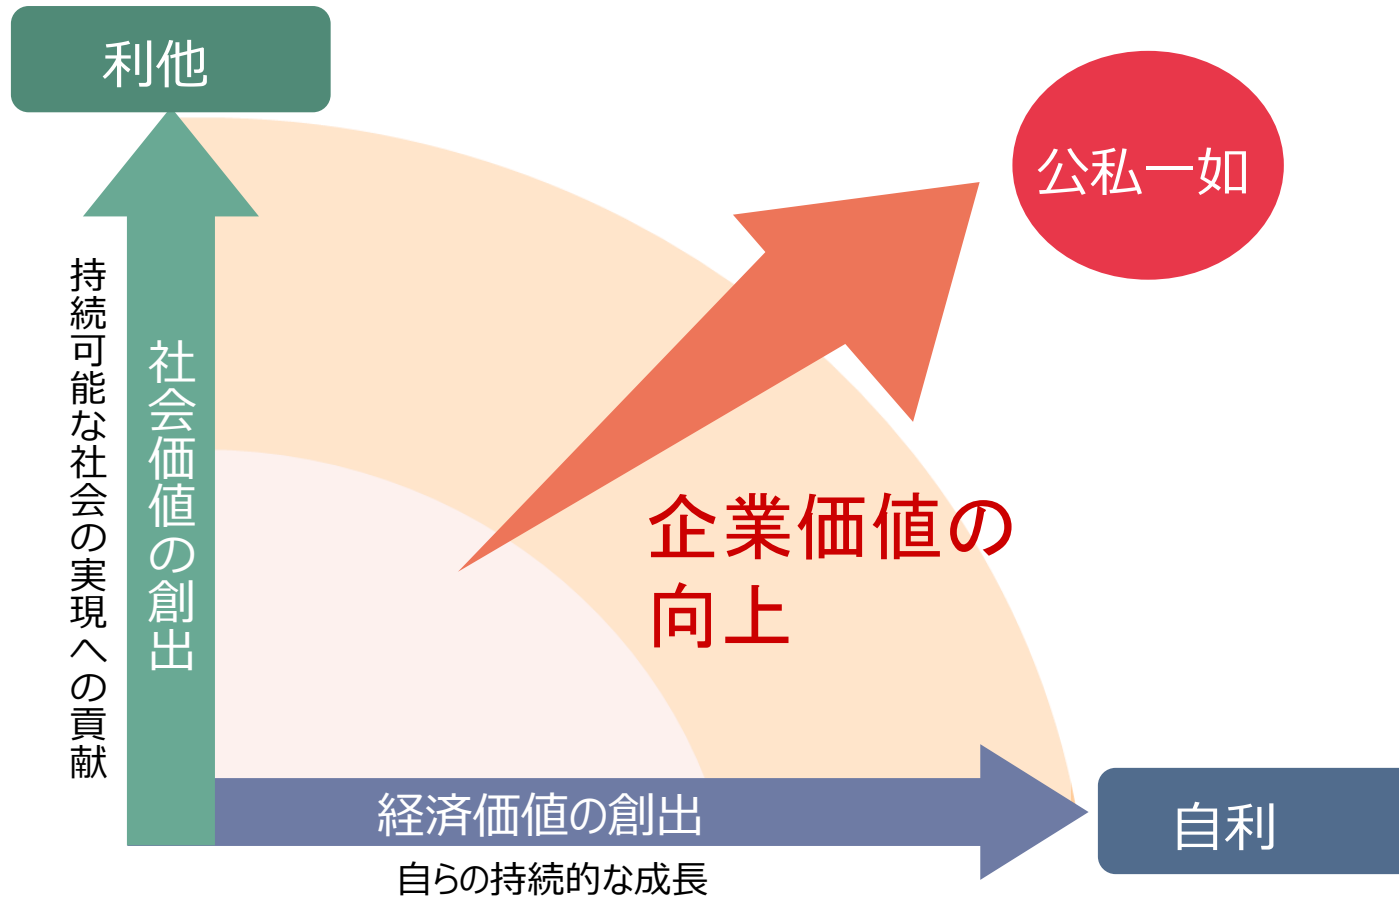 利他
公私一如
持続可能な社会の実現への貢献
社会価値の創出
企業価値の
向上
経済価値の創出
自利
自らの持続的な成長